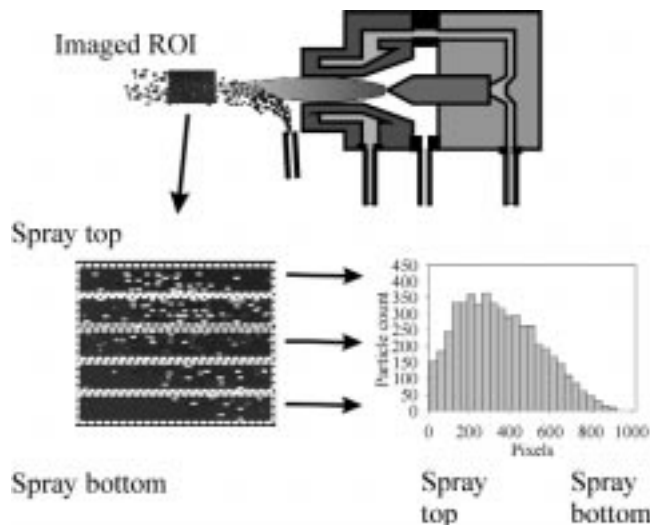 Imaged ROI
Spray top
450
400
350
300
250
200
150
100
50
0
Particle count
0 200 400 600 800 1000
Pixels
Spray bottom
Spray top
Spray bottom